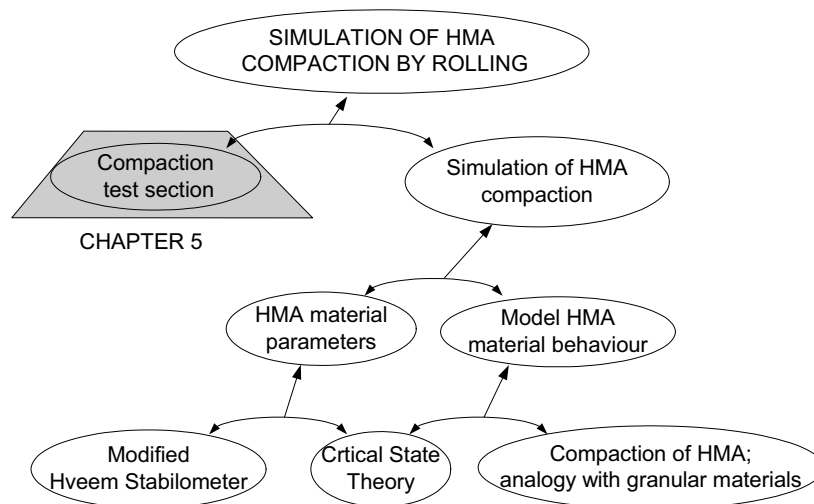 SIMULATION OF HMA
COMPACTION BY ROLLING
Compaction
test section
CHAPTER 5
Simulation of HMA
compaction
HMA material
parameters
Model HMA
material behaviour
Modified
Hveem Stabilometer
Crtical State
Theory
Compaction of HMA;
analogy with granular materials